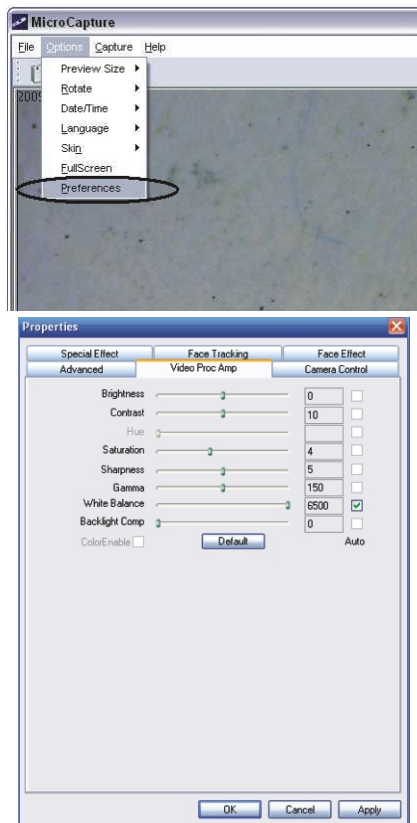 MicroCapture
File Options Capture Help
Preview Size
2009
Rotate
Date/Time
Language
Skin
FullScreen
Preferences
Properties
Special Effect Face Tracking Face Effect
Advanced Video Proc Amp Camera Control
Brightness 0
Contrast 10
Hue
Saturation 4
Sharpness 5
Gamma 150
White Balance 6500
Backlight Comp 0
ColorEnable Default Auto
OK Cancel Apply